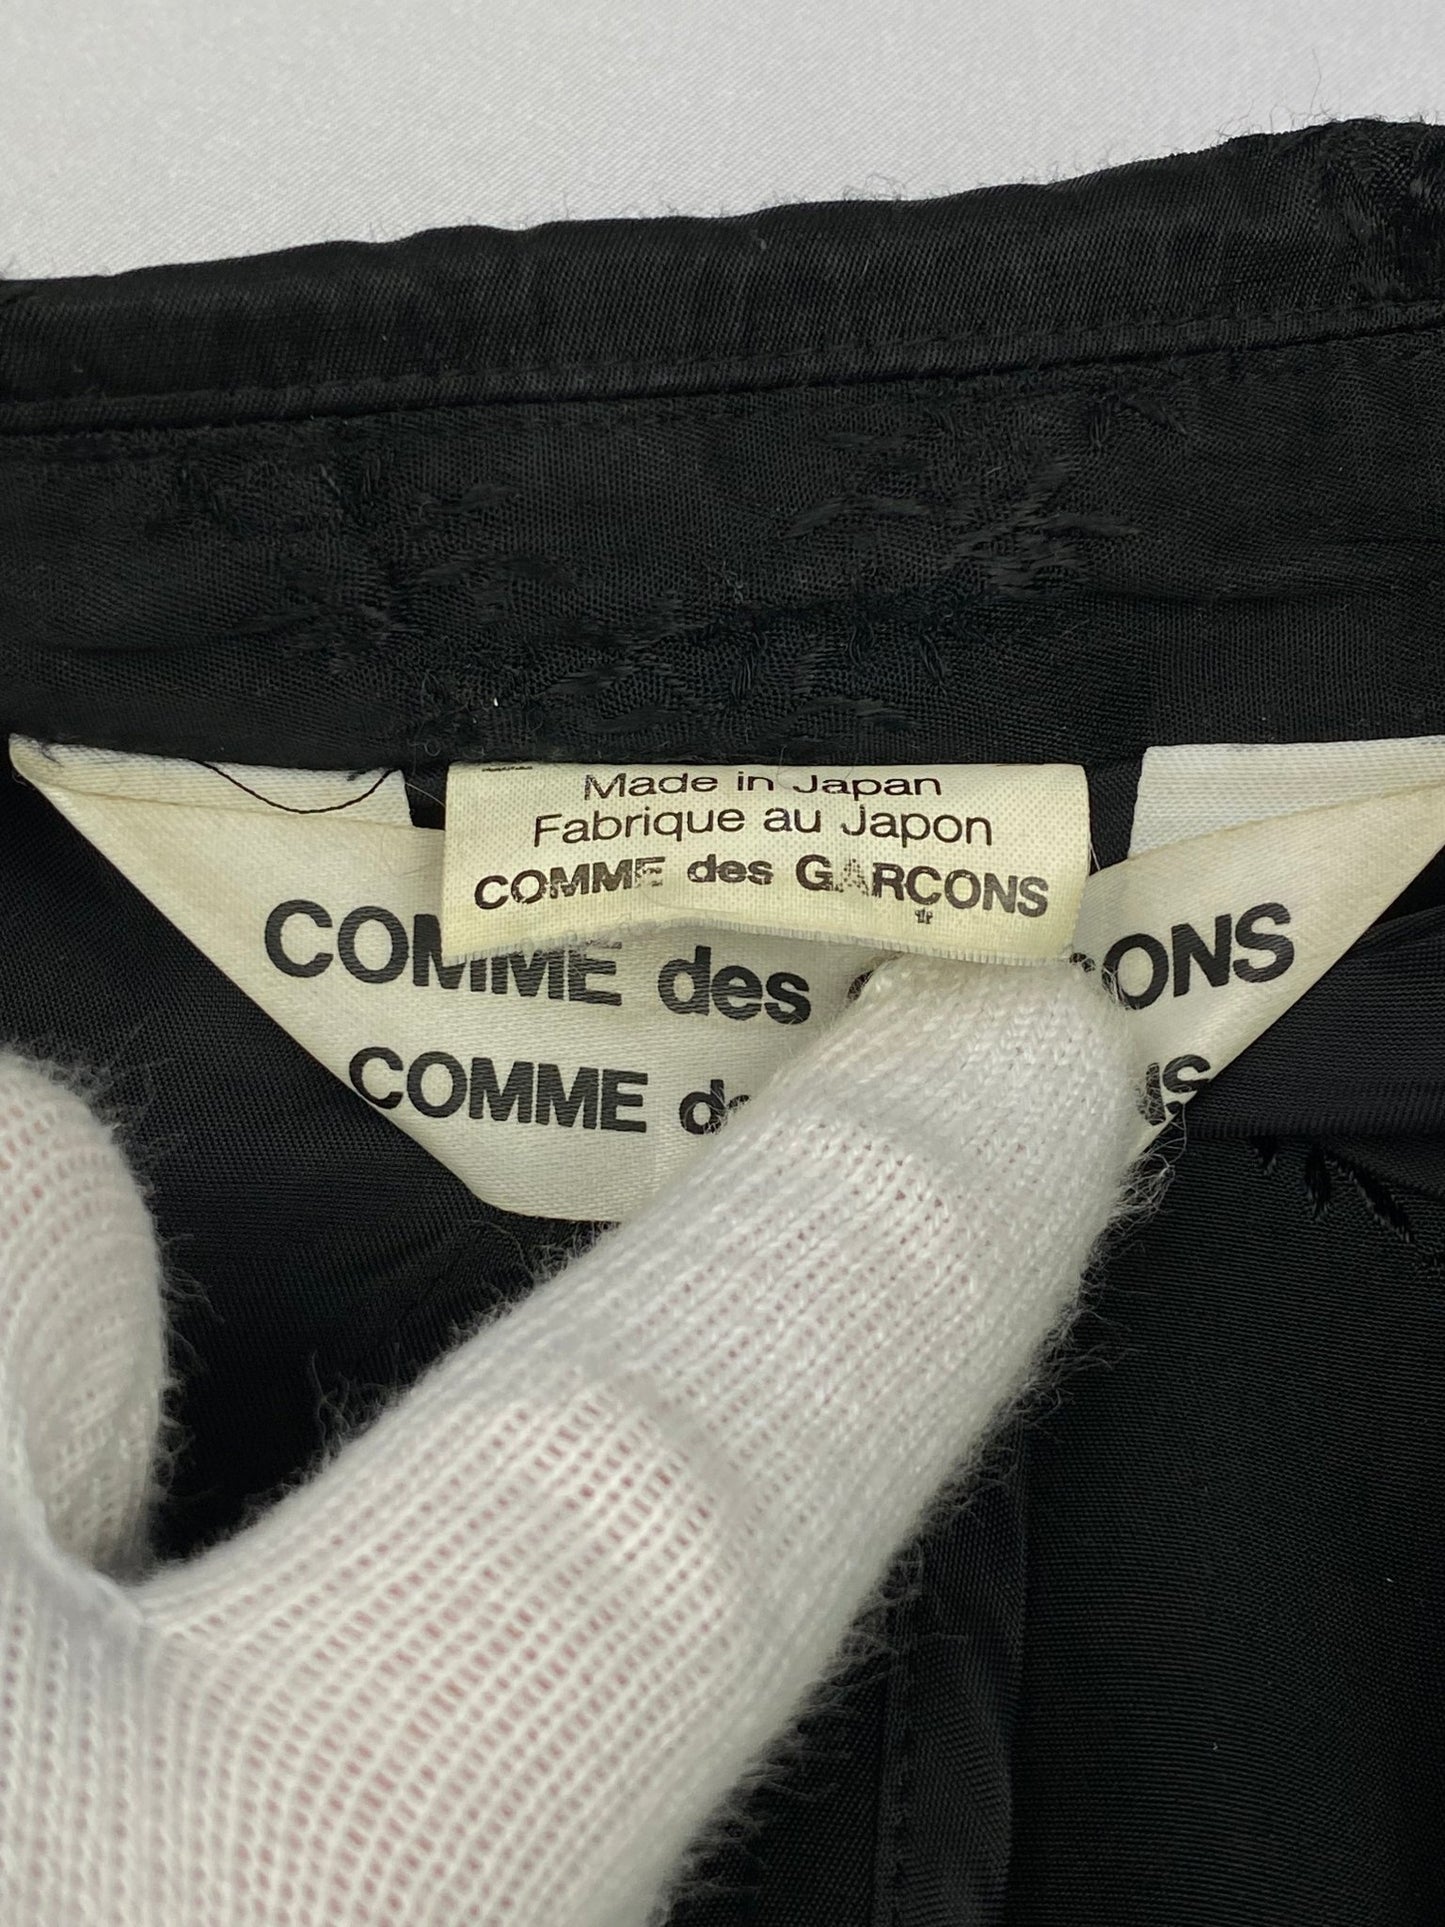 Made in Japan
Fabrique au Japon
COMME des GARÇONS
COMME des
COMME